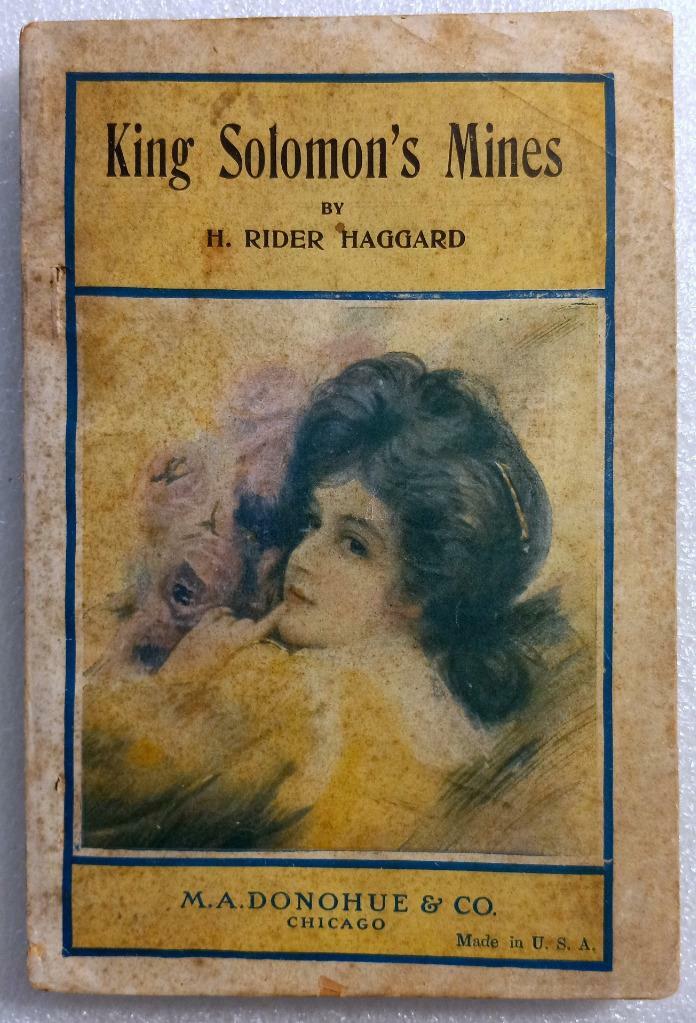 King Solomon's Mines
BY
H. RIDER HAGGARD
M. A. DONOHUE & CO.
CHICAGO
Made in U. S. A.